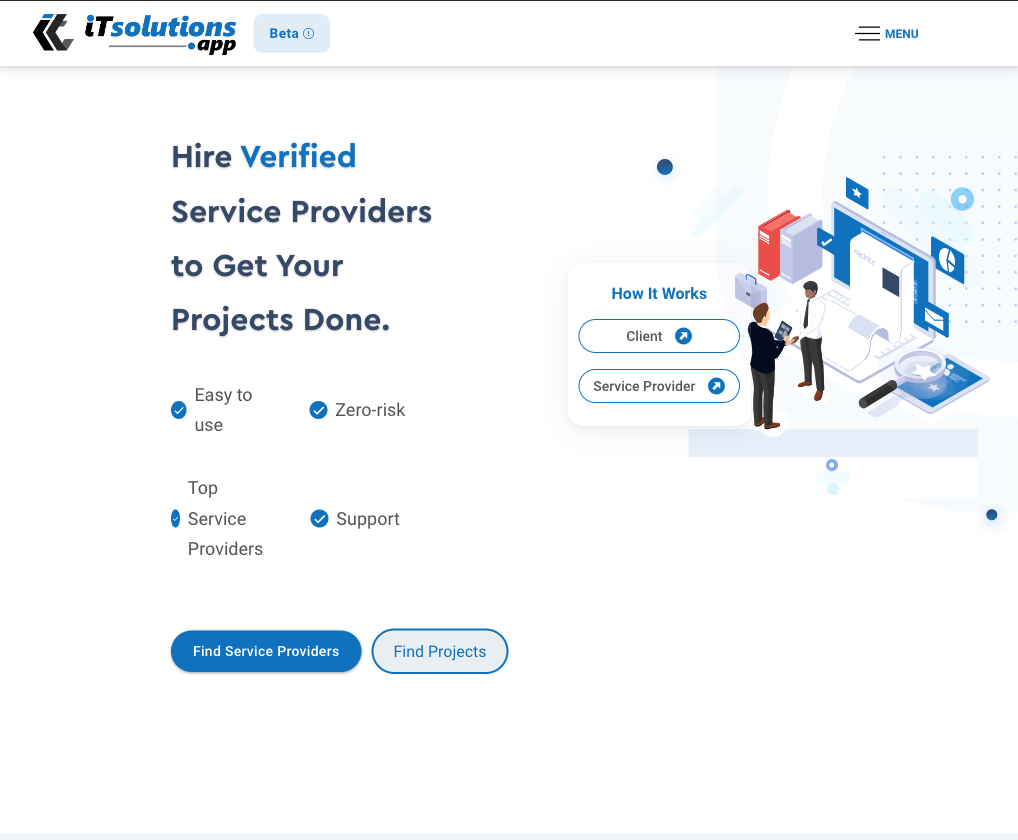 iTsolutions
.app
Beta
MENU
Hire Verified
Service Providers
to Get Your
Projects Done.
Easy to
use
Zero-risk
Top
Service
Providers
Support
Find Service Providers
Find Projects
How It Works
Client
Service Provider
PROFILE